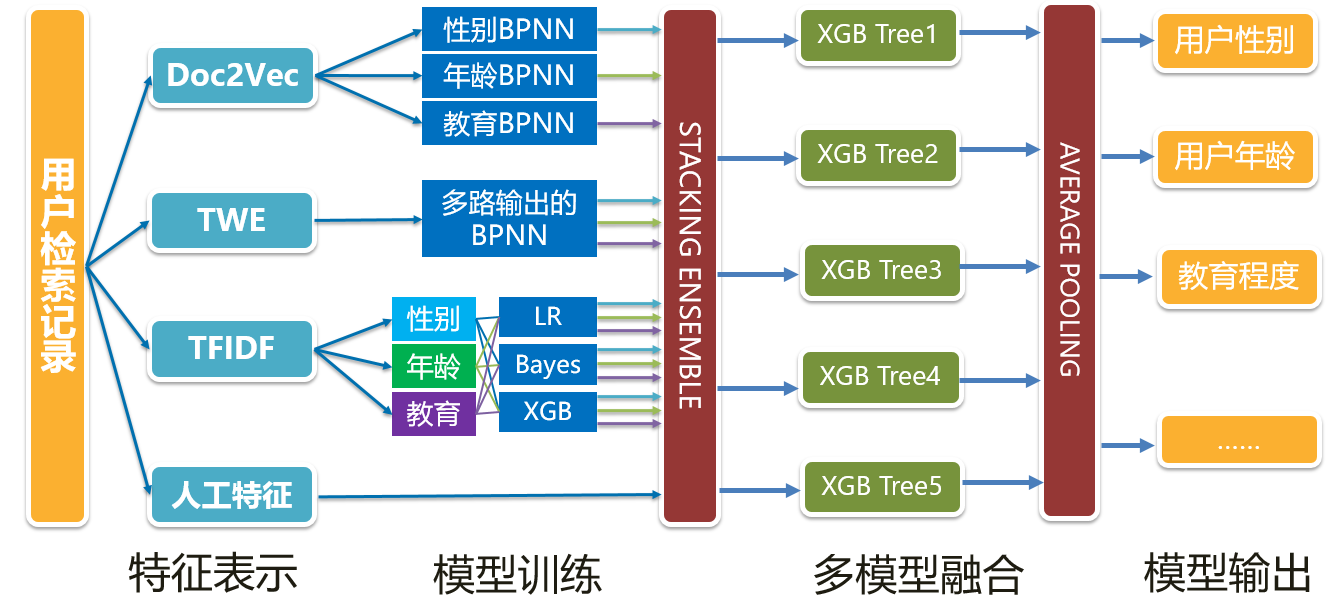 用户检索记录
Doc2Vec
TWE
TFIDF
人工特征
性别BPNN
年龄BPNN
教育BPNN
多路输出的
BPNN
性别
年龄
教育
LR
Bayes
XGB
STACKING ENSEMBLE
XGB Tree1
XGB Tree2
XGB Tree3
XGB Tree4
XGB Tree5
AVERAGE POOLING
用户性别
用户年龄
教育程度
......
特征表示
模型训练
多模型融合
模型输出